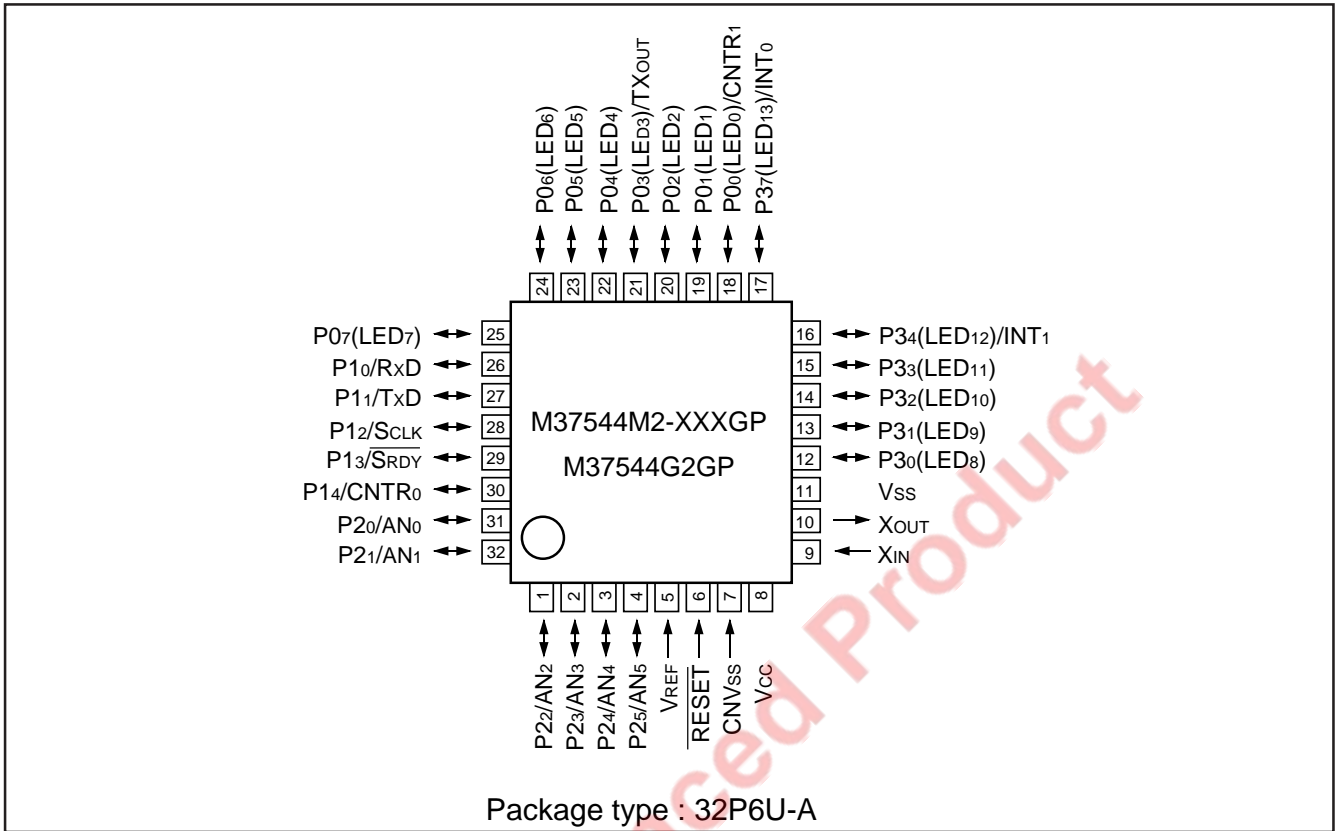 P06(LED6)
P05(LED5)
P04(LED4)
P03(LED3)/TXOUT
P02(LED2)
P01(LED1)
P00(LED0)/CNTR1
P37(LED13)/INT0
24
23
22
21
20
19
18
17
P07(LED7) 25
P10/RXD 26
P11/TXD 27
P12/SCLK 28
P13/SRDY 29
P14/CNTR0 30
P20/AN0 31
P21/AN1 32
M37544M2-XXXGP
M37544G2GP
16 P34(LED12)/INT1
15 P33(LED11)
14 P32(LED10)
13 P31(LED9)
12 P30(LED8)
11 VSS
10 XOUT
9 XIN
1
2
3
4
5
6
7
8
P22/AN2
P23/AN3
P24/AN4
P25/AN5
VREF
RESET
CNVSS
VCC
Package type : 32P6U-A
ced Product